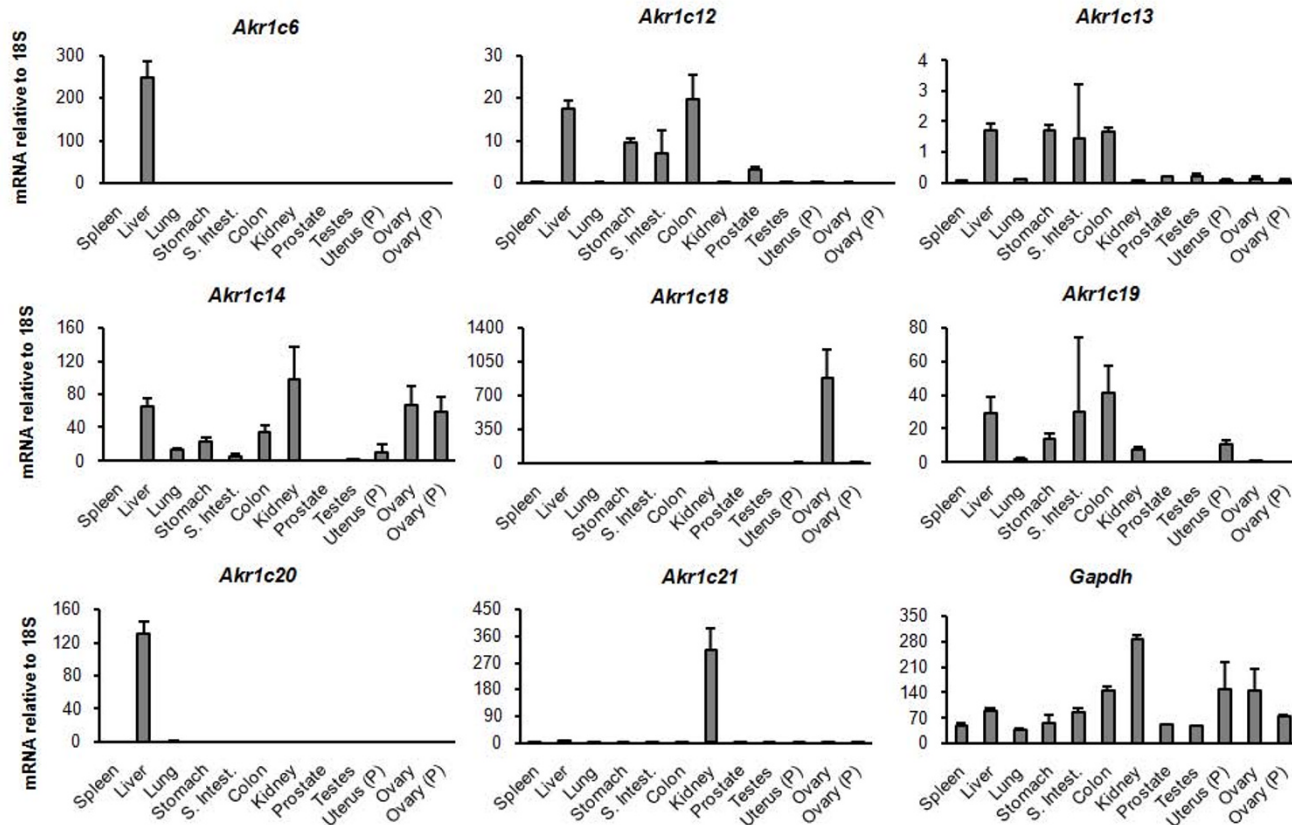 Akr1c6
mRNA relative to 18S
300
200
100
0
Spleen
Liver
Lung
Stomach
S. Intest.
Colon
Kidney
Prostate
Testes
Uterus (P)
Ovary
Ovary (P)
Akr1c12
30
20
10
0
Spleen
Liver
Lung
Stomach
S. Intest.
Colon
Kidney
Prostate
Testes
Uterus (P)
Ovary
Ovary (P)
Akr1c13
4
3
2
1
0
Spleen
Liver
Lung
Stomach
S. Intest.
Colon
Kidney
Prostate
Testes
Uterus (P)
Ovary
Ovary (P)
Akr1c14
mRNA relative to 18S
160
120
80
40
0
Spleen
Liver
Lung
Stomach
S. Intest.
Colon
Kidney
Prostate
Testes
Uterus (P)
Ovary
Ovary (P)
Akr1c18
1400
1050
700
350
0
Spleen
Liver
Lung
Stomach
S. Intest.
Colon
Kidney
Prostate
Testes
Uterus (P)
Ovary
Ovary (P)
Akr1c19
80
60
40
20
0
Spleen
Liver
Lung
Stomach
S. Intest.
Colon
Kidney
Prostate
Testes
Uterus (P)
Ovary
Ovary (P)
Akr1c20
mRNA relative to 18S
160
120
80
40
0
Spleen
Liver
Lung
Stomach
S. Intest.
Colon
Kidney
Prostate
Testes
Uterus (P)
Ovary
Ovary (P)
Akr1c21
450
360
270
180
90
0
Spleen
Liver
Lung
Stomach
S. Intest.
Colon
Kidney
Prostate
Testes
Uterus (P)
Ovary
Ovary (P)
Gapdh
350
280
210
140
70
0
Spleen
Liver
Lung
Stomach
S. Intest.
Colon
Kidney
Prostate
Testes
Uterus (P)
Ovary
Ovary (P)